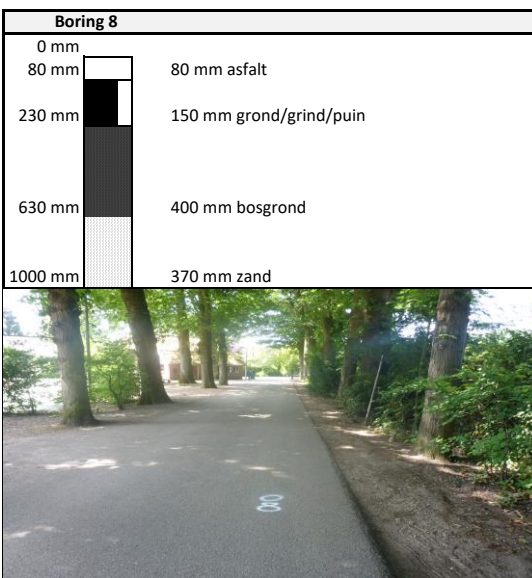 Boring 8
0 mm
80 mm 80 mm asfalt
230 mm 150 mm grond/grind/puin
630 mm 400 mm bosgrond
1000 mm 370 mm zand
8